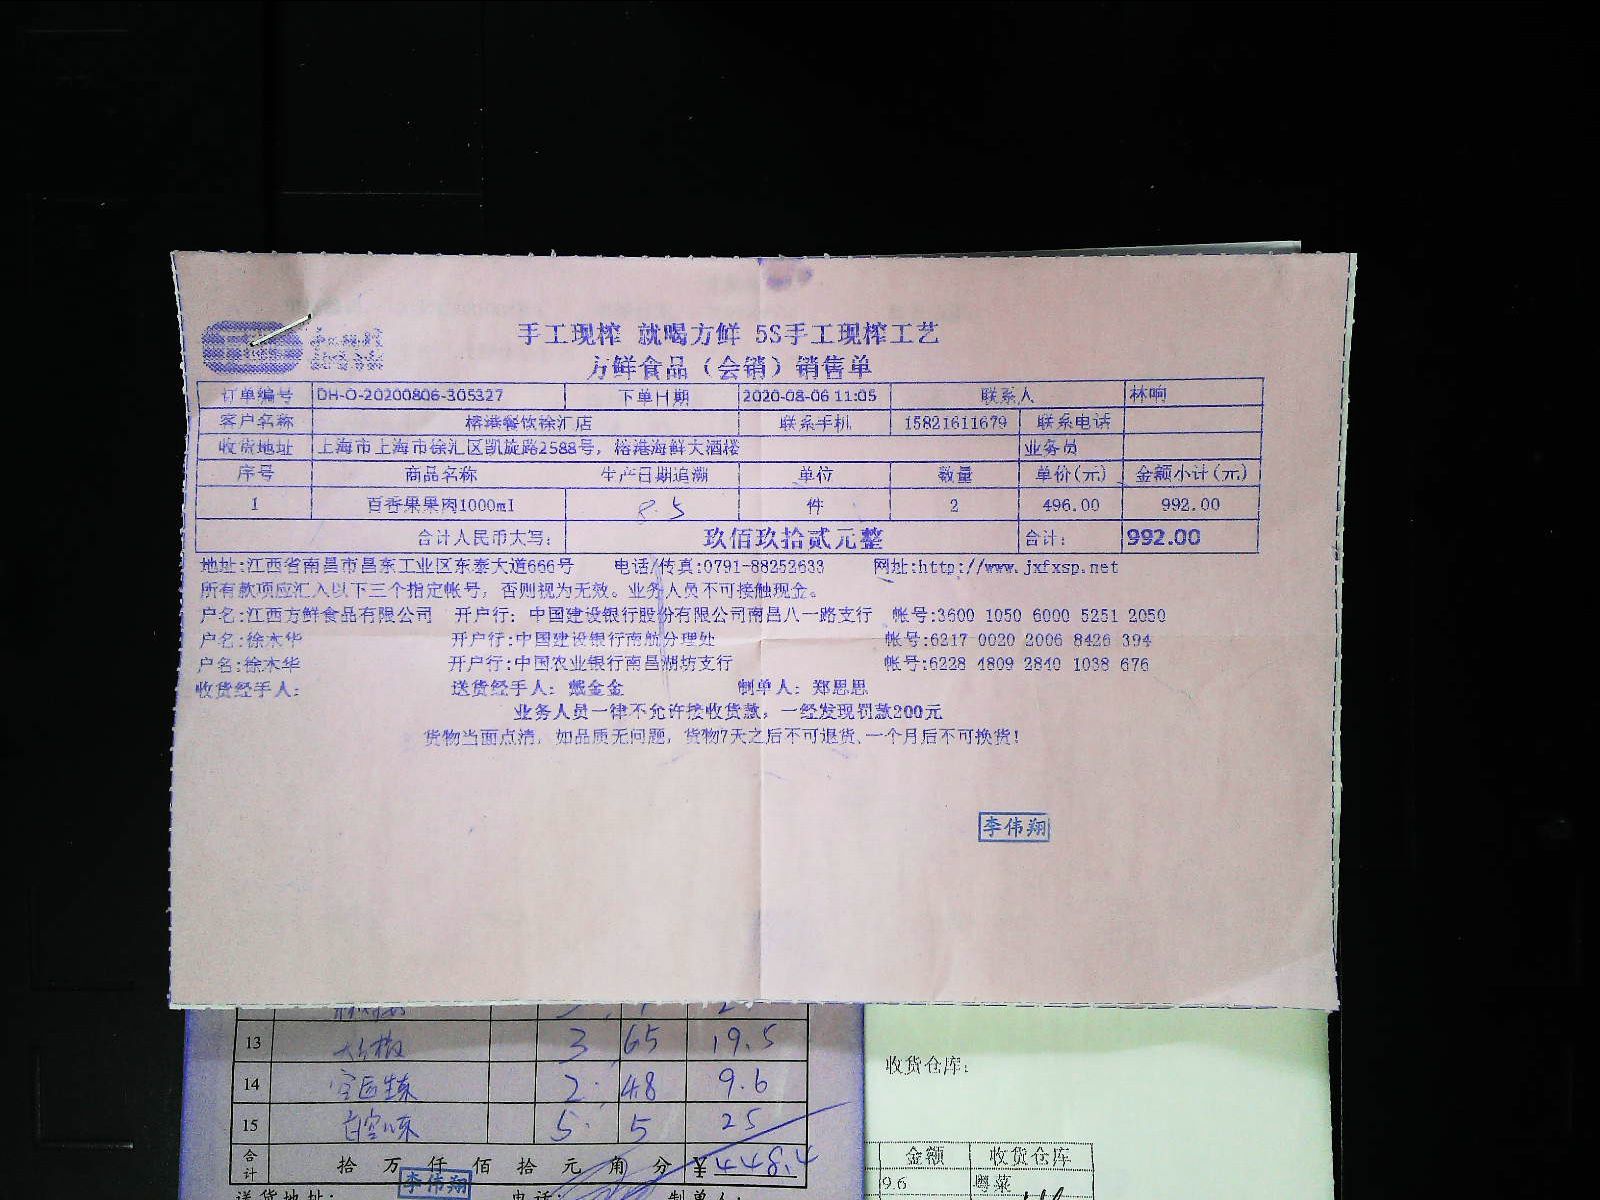 手工现榨 就喝方鲜 5S手工现榨工艺
方鲜食品（会销）销售单
订单编号 DH-O-20200806-305327 下单日期 2020-08-06 11:05 联系人 林响
客户名称 榕港餐饮徐汇店 联系手机 15821611679 联系电话
收货地址 上海市上海市徐汇区凯旋路2588号，榕港海鲜大酒楼 业务员
序号 商品名称 生产日期追溯 单位 数量 单价(元) 金额小计(元)
1 百香果果肉1000ml 8.5 件 2 496.00 992.00
合计人民币大写： 玖佰玖拾贰元整 合计： 992.00
地址:江西省南昌市昌东工业区东泰大道666号 电话/传真:0791-88252633 网址:http://www.jxfxsp.net
所有款项应汇入以下三个指定帐号，否则视为无效。业务人员不可接触现金。
户名:江西方鲜食品有限公司 开户行: 中国建设银行股份有限公司南昌八一路支行 帐号:3600 1050 6000 5251 2050
户名:徐木华 开户行:中国建设银行南航分理处 帐号:6217 0020 2006 8426 394
户名:徐木华 开户行:中国农业银行南昌湖坊支行 帐号:6228 4809 2840 1038 676
收货经手人: 送货经手人: 戴金金 制单人: 郑思思
业务人员一律不允许接收货款，一经发现罚款200元
货物当面点清，如品质无问题，货物7天之后不可退货、一个月后不可换货！
李伟翔
13 3 65 19.5
14 2 48 9.6
15 5 5 25
合计 拾 万 仟 佰 拾 元 角 分 ¥448.4
李伟翔
送货地址: 电话: 制单人:
收货仓库:
金额 收货仓库
9.6 粤菜